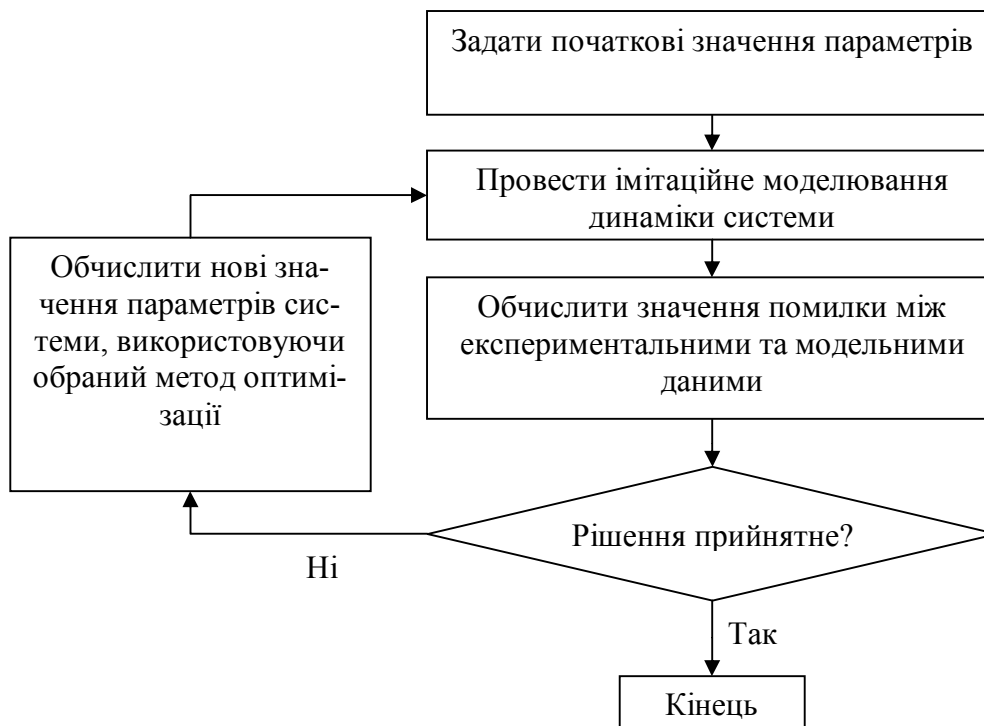 Задати початкові значення параметрів
Провести імітаційне моделювання
динаміки системи
Обчислити нові зна-
чення параметрів сис-
теми, використовуючи
обраний метод оптимі-
зації
Обчислити значення помилки між
експериментальними та модельними
даними
Рішення прийнятне?
Ні
Так
Кінець